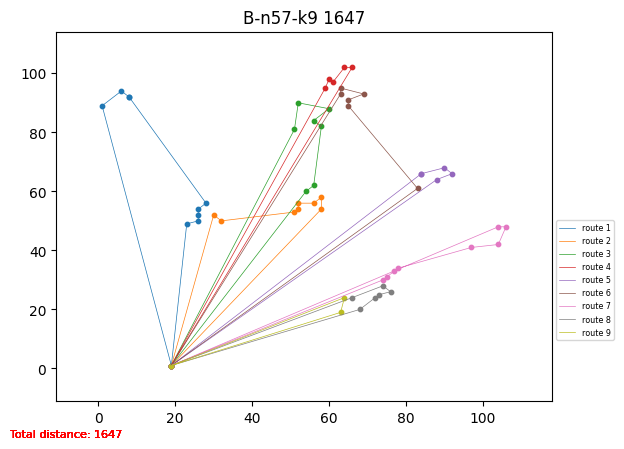 B-n57-k9 1647
100
80
60
40
20
0
0 20 40 60 80 100
route 1
route 2
route 3
route 4
route 5
route 6
route 7
route 8
route 9
Total distance: 1647